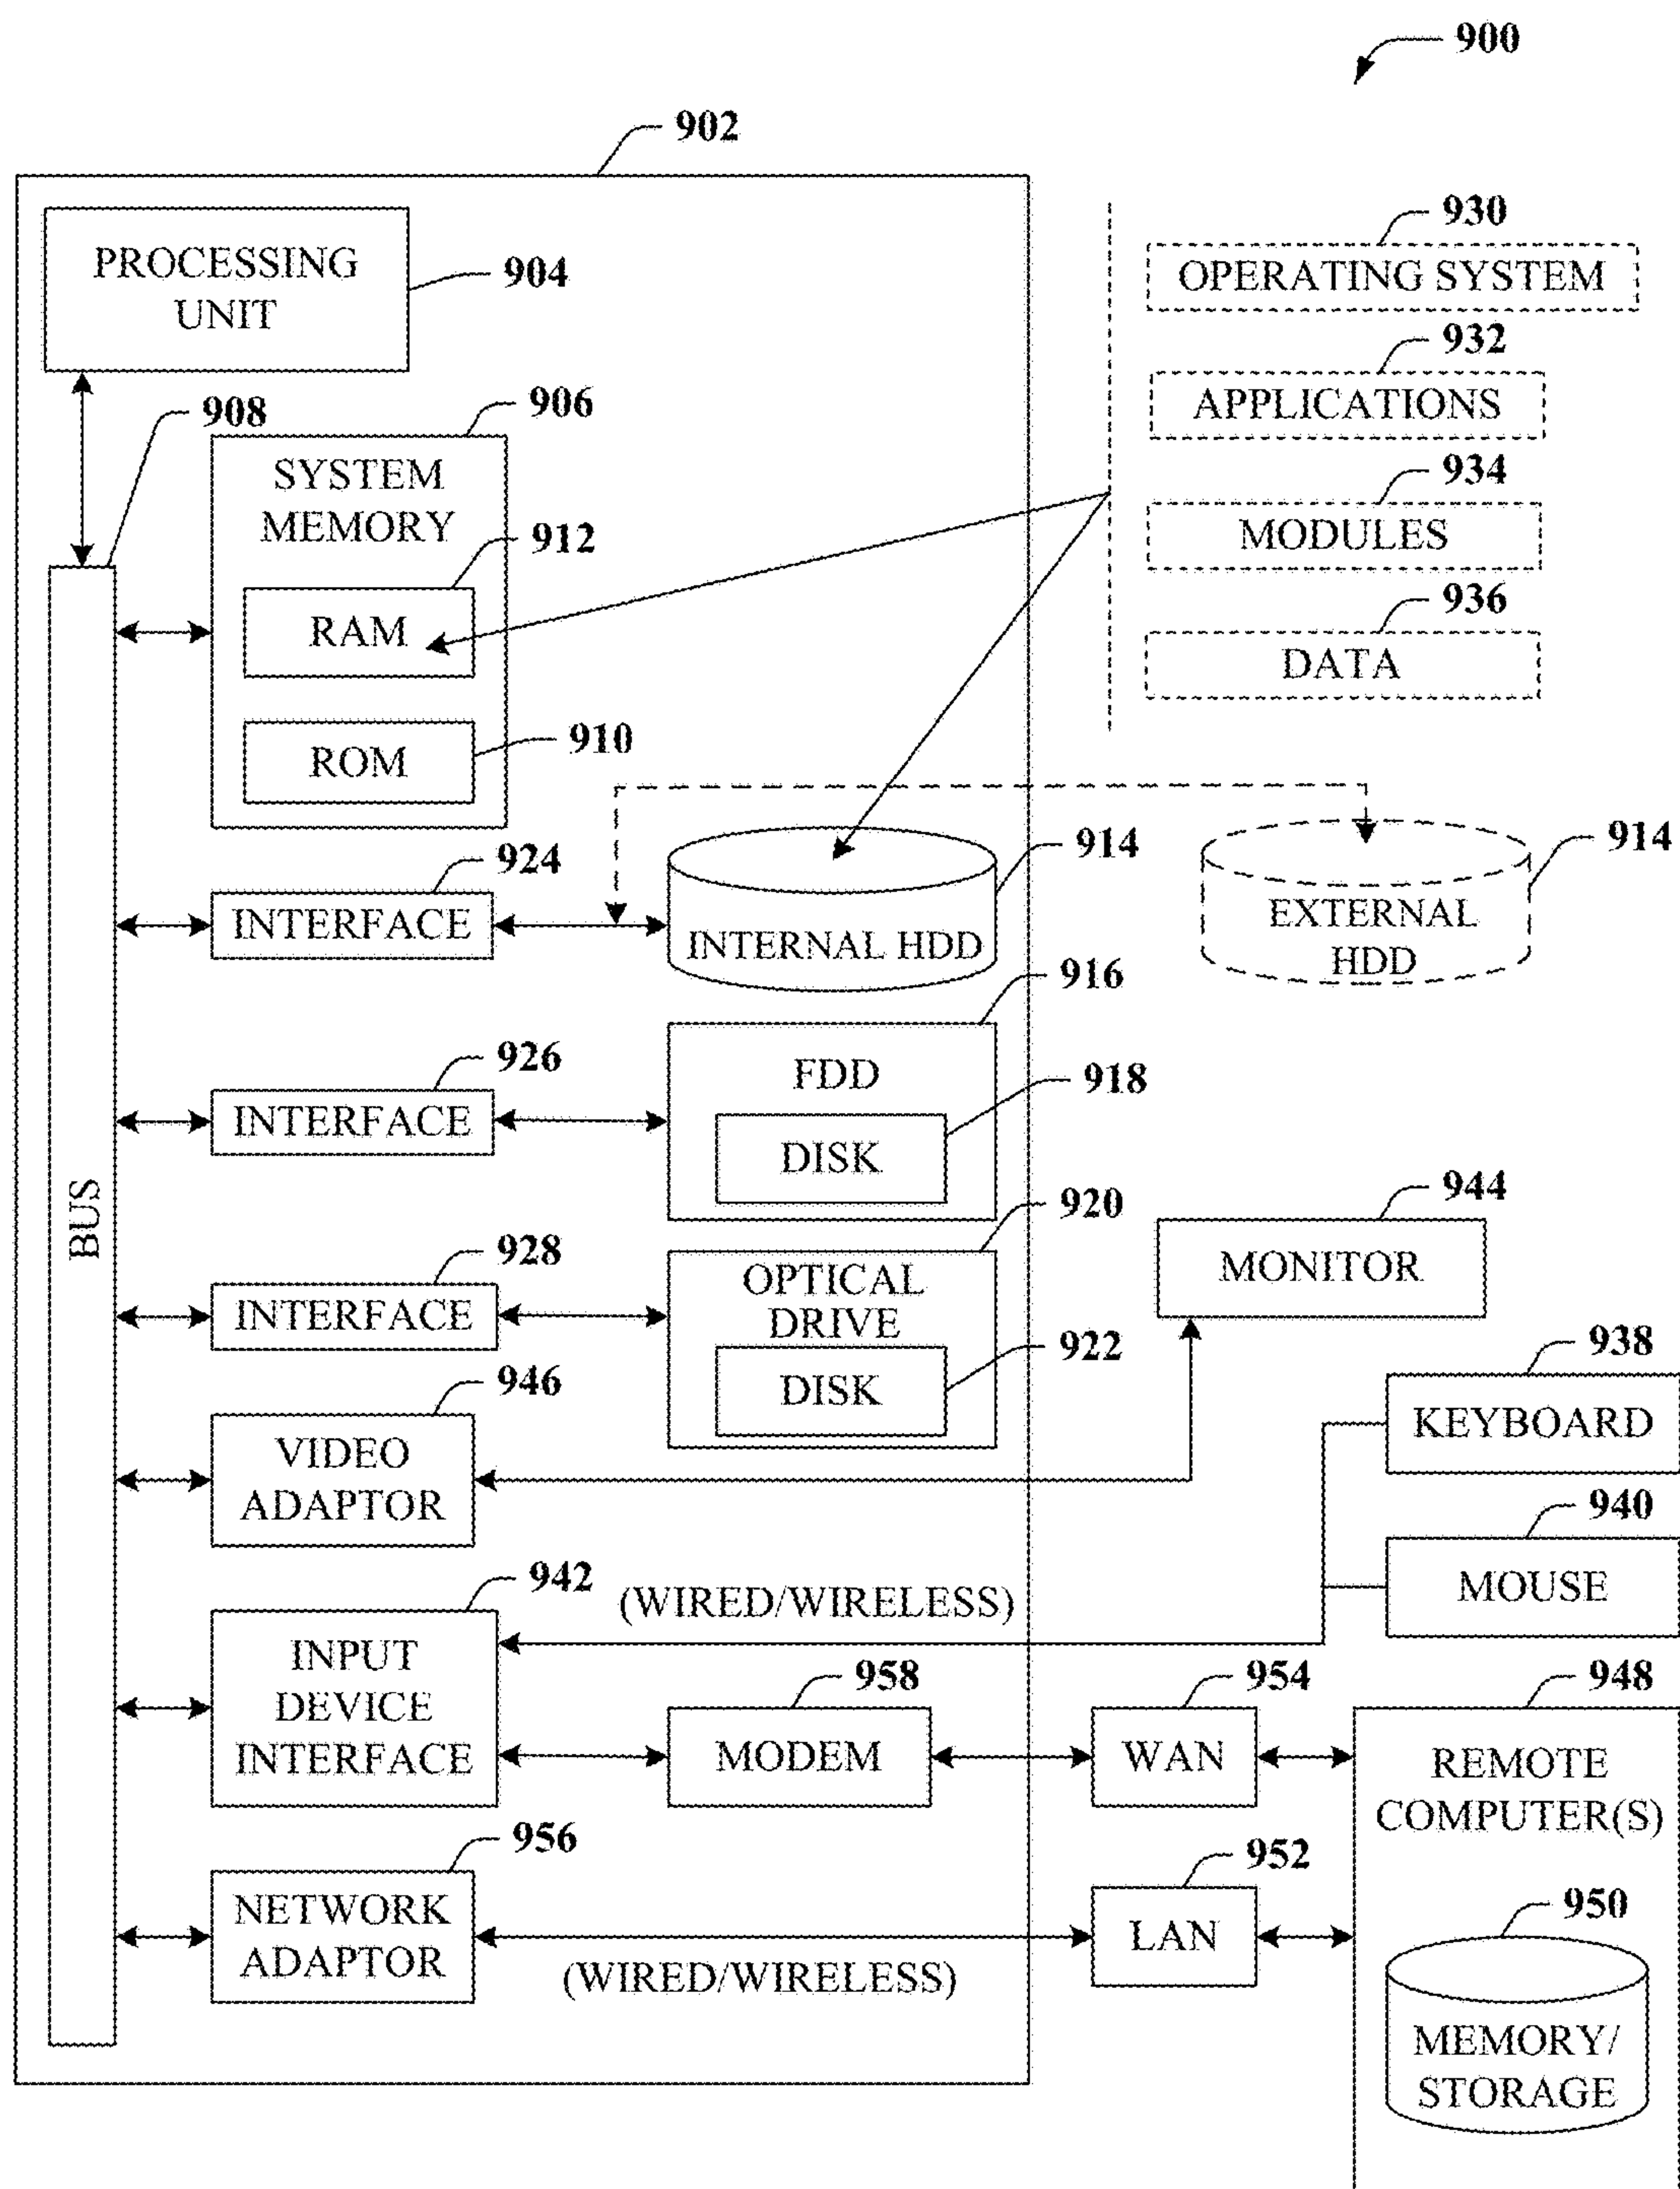 900
902
PROCESSING
UNIT
904
930
OPERATING SYSTEM
932
APPLICATIONS
934
MODULES
936
DATA
908
906
SYSTEM
MEMORY
912
RAM
910
ROM
BUS
924
INTERFACE
914
INTERNAL HDD
914
EXTERNAL
HDD
926
INTERFACE
916
FDD
918
DISK
928
INTERFACE
920
OPTICAL
DRIVE
922
DISK
944
MONITOR
946
VIDEO
ADAPTOR
938
KEYBOARD
940
MOUSE
942
INPUT
DEVICE
INTERFACE
(WIRED/WIRELESS)
958
MODEM
954
WAN
948
REMOTE
COMPUTER(S)
956
NETWORK
ADAPTOR
(WIRED/WIRELESS)
952
LAN
950
MEMORY/
STORAGE